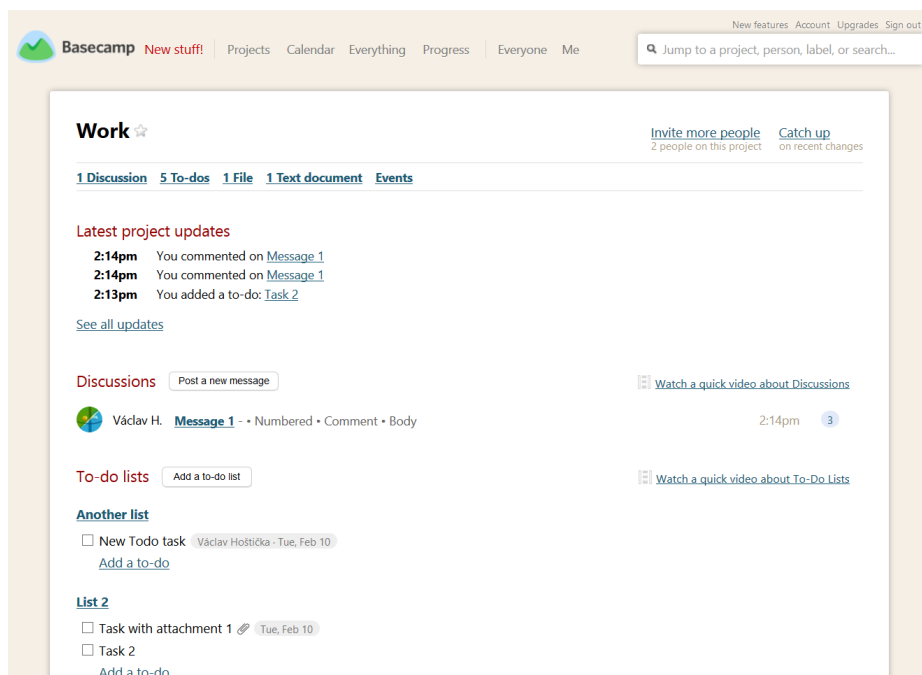 New features Account Upgrades Sign out
Basecamp New stuff! Projects Calendar Everything Progress Everyone Me
Jump to a project, person, label, or search...
Work
Invite more people Catch up
2 people on this project on recent changes
1 Discussion 5 To-dos 1 File 1 Text document Events
Latest project updates
2:14pm You commented on Message 1
2:14pm You commented on Message 1
2:13pm You added a to-do: Task 2
See all updates
Discussions Post a new message Watch a quick video about Discussions
Václav H. Message 1 - • Numbered • Comment • Body 2:14pm 3
To-do lists Add a to-do list Watch a quick video about To-Do Lists
Another list
New Todo task Václav Hoštička · Tue, Feb 10
Add a to-do
List 2
Task with attachment 1 Tue, Feb 10
Task 2
Add a to-do